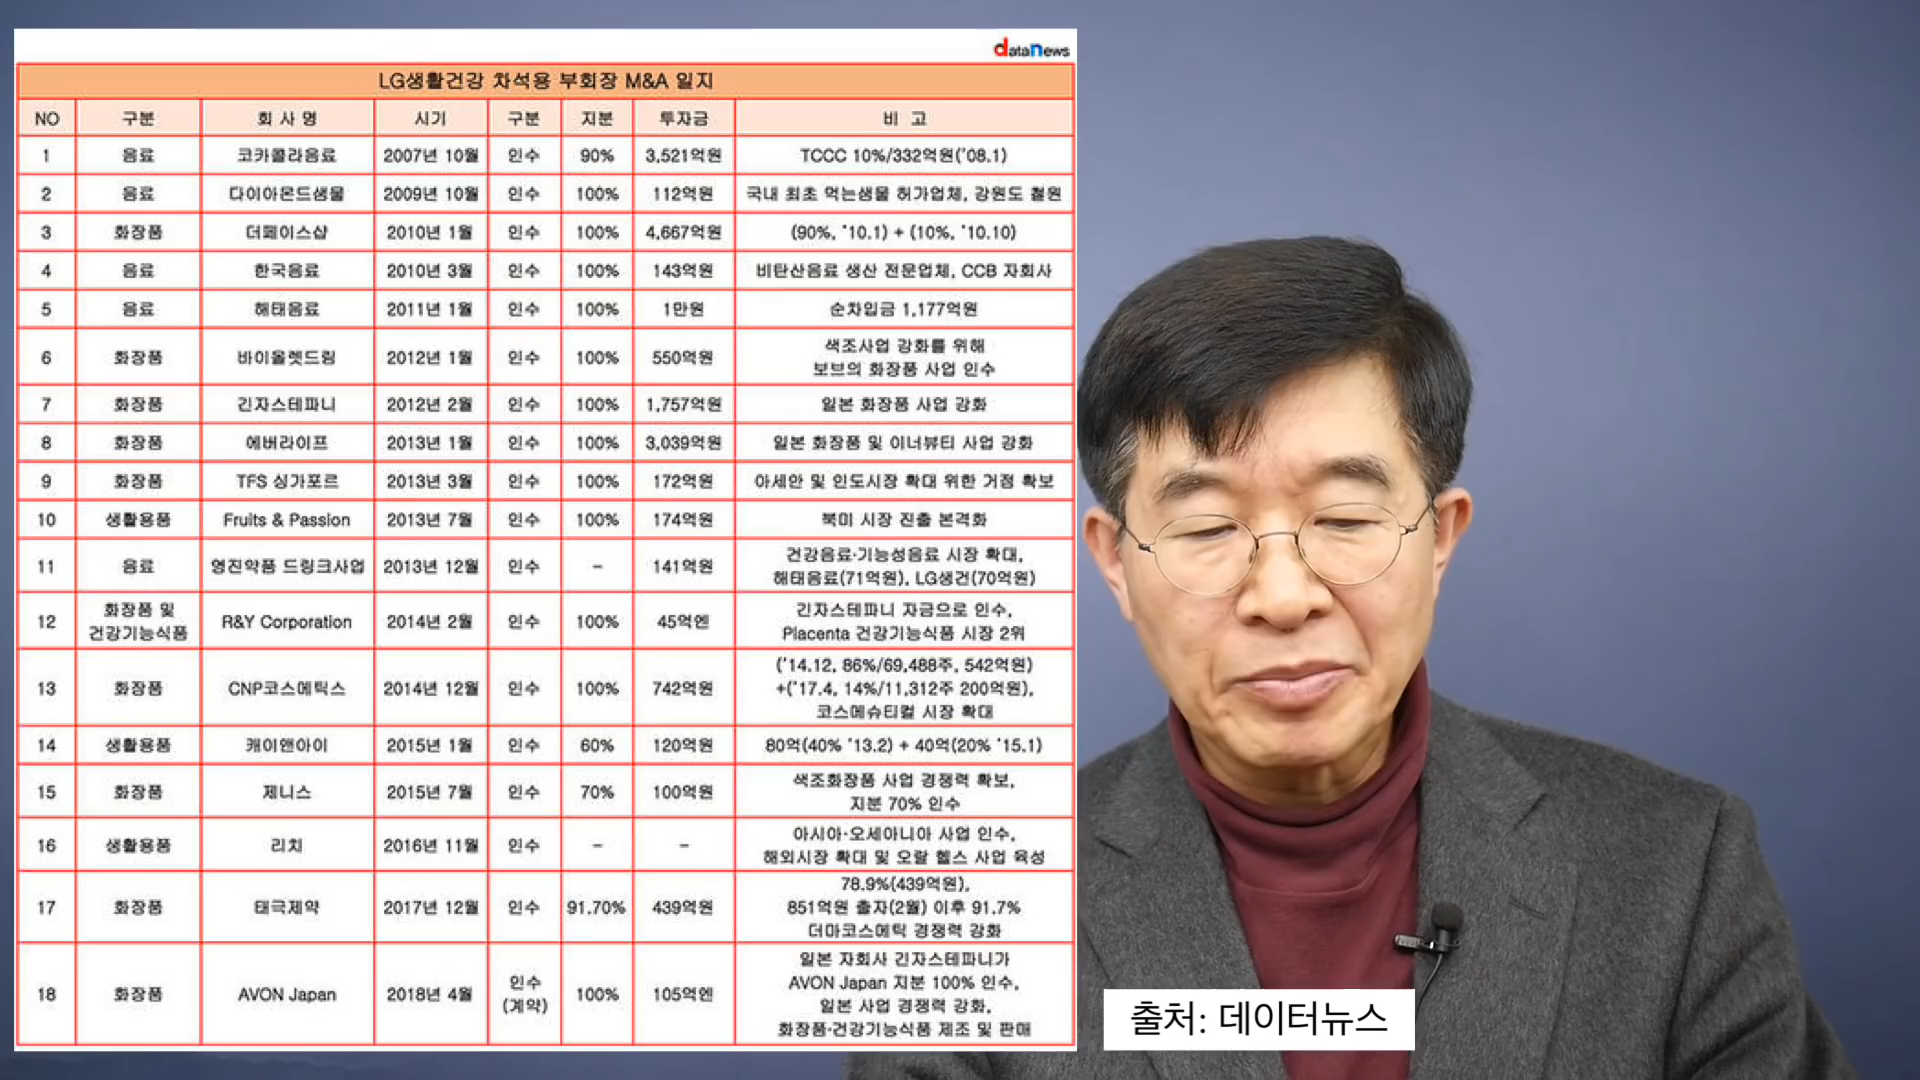 dataNews
LG생활건강 차석용 부회장 M&A 일지
NO 구분 회 사 명 시기 구분 지분 투자금 비 고
1 음료 코카콜라음료 2007년 10월 인수 90% 3,521억원 TCCC 10%/332억원('08.1)
2 음료 다이아몬드샘물 2009년 10월 인수 100% 112억원 국내 최초 먹는샘물 허가업체, 강원도 철원
3 화장품 더페이스샵 2010년 1월 인수 100% 4,667억원 (90%, '10.1) + (10%, '10.10)
4 음료 한국음료 2010년 3월 인수 100% 143억원 비탄산음료 생산 전문업체, CCB 자회사
5 음료 해태음료 2011년 1월 인수 100% 1만원 순차입금 1,177억원
6 화장품 바이올렛드림 2012년 1월 인수 100% 550억원 색조사업 강화를 위해
보브의 화장품 사업 인수
7 화장품 긴자스테파니 2012년 2월 인수 100% 1,757억원 일본 화장품 사업 강화
8 화장품 에버라이프 2013년 1월 인수 100% 3,039억원 일본 화장품 및 이너뷰티 사업 강화
9 화장품 TFS 싱가포르 2013년 3월 인수 100% 172억원 아세안 및 인도시장 확대 위한 거점 확보
10 생활용품 Fruits & Passion 2013년 7월 인수 100% 174억원 북미 시장 진출 본격화
11 음료 영진약품 드링크사업 2013년 12월 인수 - 141억원 건강음료·기능성음료 시장 확대,
해태음료(71억원), LG생건(70억원)
12 화장품 및
건강기능식품 R&Y Corporation 2014년 2월 인수 100% 45억엔 긴자스테파니 자금으로 인수,
Placenta 건강기능식품 시장 2위
13 화장품 CNP코스메틱스 2014년 12월 인수 100% 742억원 ('14.12, 86%/69,488주, 542억원)
+('17.4, 14%/11,312주 200억원),
코스메슈티컬 시장 확대
14 생활용품 캐이앤아이 2015년 1월 인수 60% 120억원 80억(40% '13.2) + 40억(20% '15.1)
15 화장품 제니스 2015년 7월 인수 70% 100억원 색조화장품 사업 경쟁력 확보,
지분 70% 인수
16 생활용품 리치 2016년 11월 인수 - - 아시아·오세아니아 사업 인수,
해외시장 확대 및 오랄 헬스 사업 육성
17 화장품 태극제약 2017년 12월 인수 91.70% 439억원 78.9%(439억원),
851억원 출자(2월) 이후 91.7%
더마코스메틱 경쟁력 강화
18 화장품 AVON Japan 2018년 4월 인수
(계약) 100% 105억엔 일본 자회사 긴자스테파니가
AVON Japan 지분 100% 인수,
일본 사업 경쟁력 강화,
화장품·건강기능식품 제조 및 판매
출처: 데이터뉴스